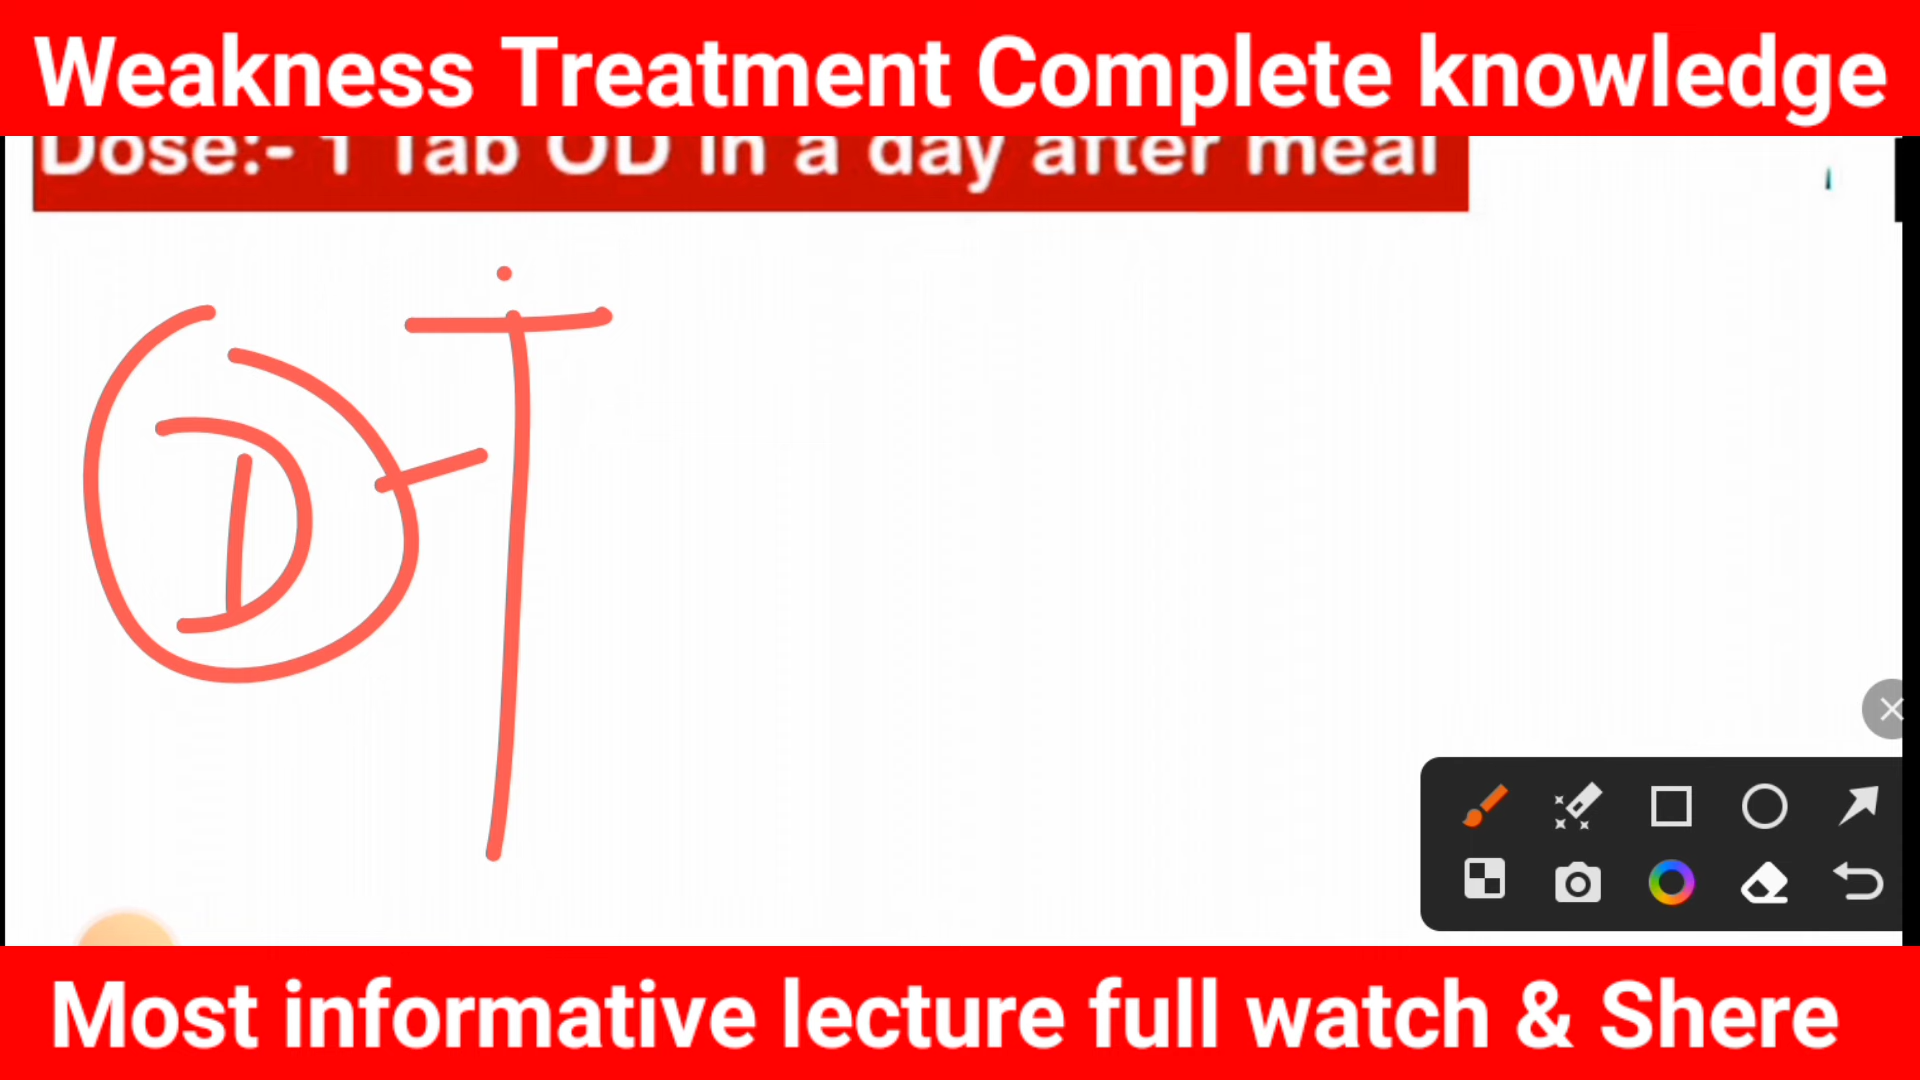 Weakness Treatment Complete knowledge
Dose:- 1 Tab OD in a day after meal
D - T
Most informative lecture full watch & Shere